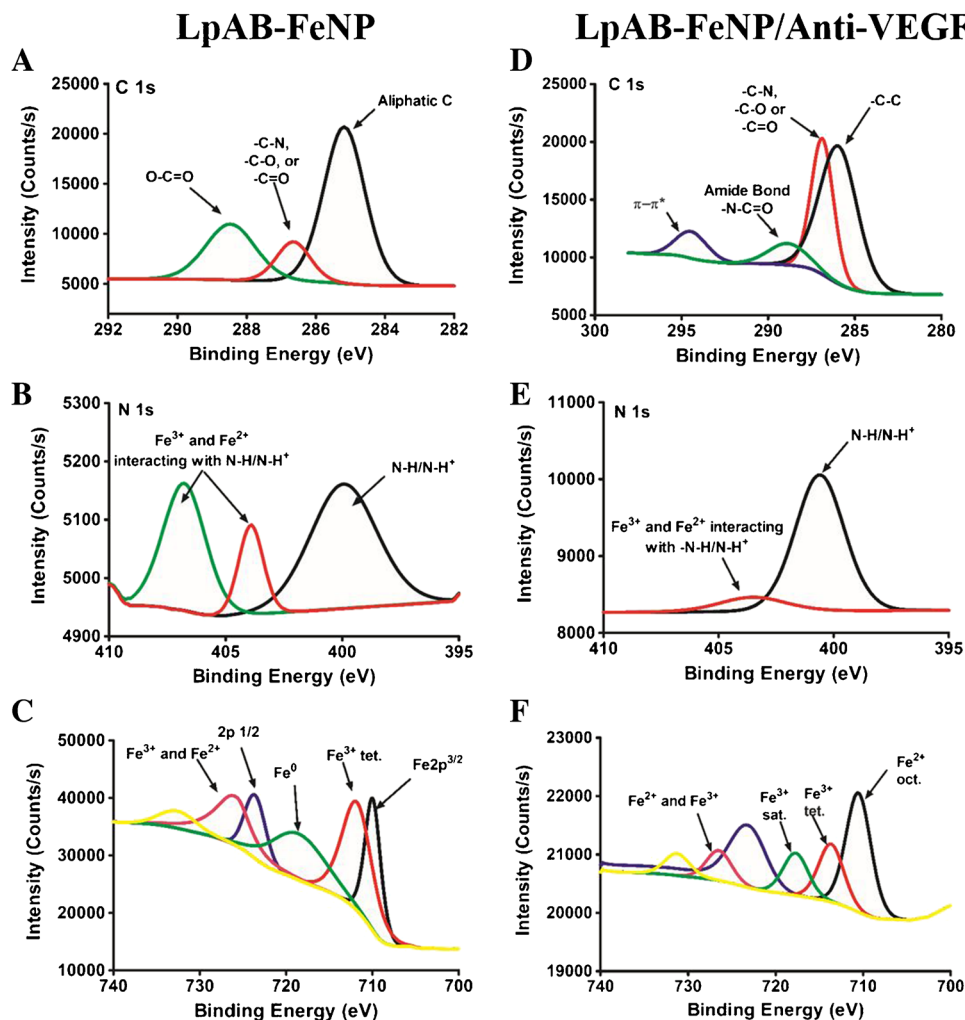 LpAB-FeNP
LpAB-FeNP/Anti-VEGF
A
C 1s
25000
20000
15000
10000
5000
Intensity (Counts/s)
O-C=O
-C-N,
-C-O, or
-C=O
Aliphatic C
292 290 288 286 284 282
Binding Energy (eV)
D
C 1s
25000
20000
15000
10000
5000
Intensity (Counts/s)
π–π*
Amide Bond
-N-C=O
-C-N,
-C-O or
-C=O
-C-C
300 295 290 285 280
Binding Energy (eV)
B
N 1s
5300
5200
5100
5000
4900
Intensity (Counts/s)
Fe³⁺ and Fe²⁺
interacting with N-H/N-H⁺
N-H/N-H⁺
410 405 400 395
Binding Energy (eV)
E
N 1s
11000
10000
9000
8000
Intensity (Counts/s)
Fe³⁺ and Fe²⁺ interacting
with -N-H/N-H⁺
N-H/N-H⁺
410 405 400 395
Binding Energy (eV)
C
50000
40000
30000
20000
10000
Intensity (Counts/s)
Fe³⁺ and Fe²⁺
2p 1/2
Fe⁰
Fe³⁺ tet.
Fe2p³ᐟ²
740 730 720 710 700
Binding Energy (eV)
F
23000
22000
21000
20000
19000
Intensity (Counts/s)
Fe²⁺ and Fe³⁺
Fe³⁺
sat.
Fe³⁺
tet.
Fe²⁺
oct.
740 730 720 710 700
Binding Energy (eV)